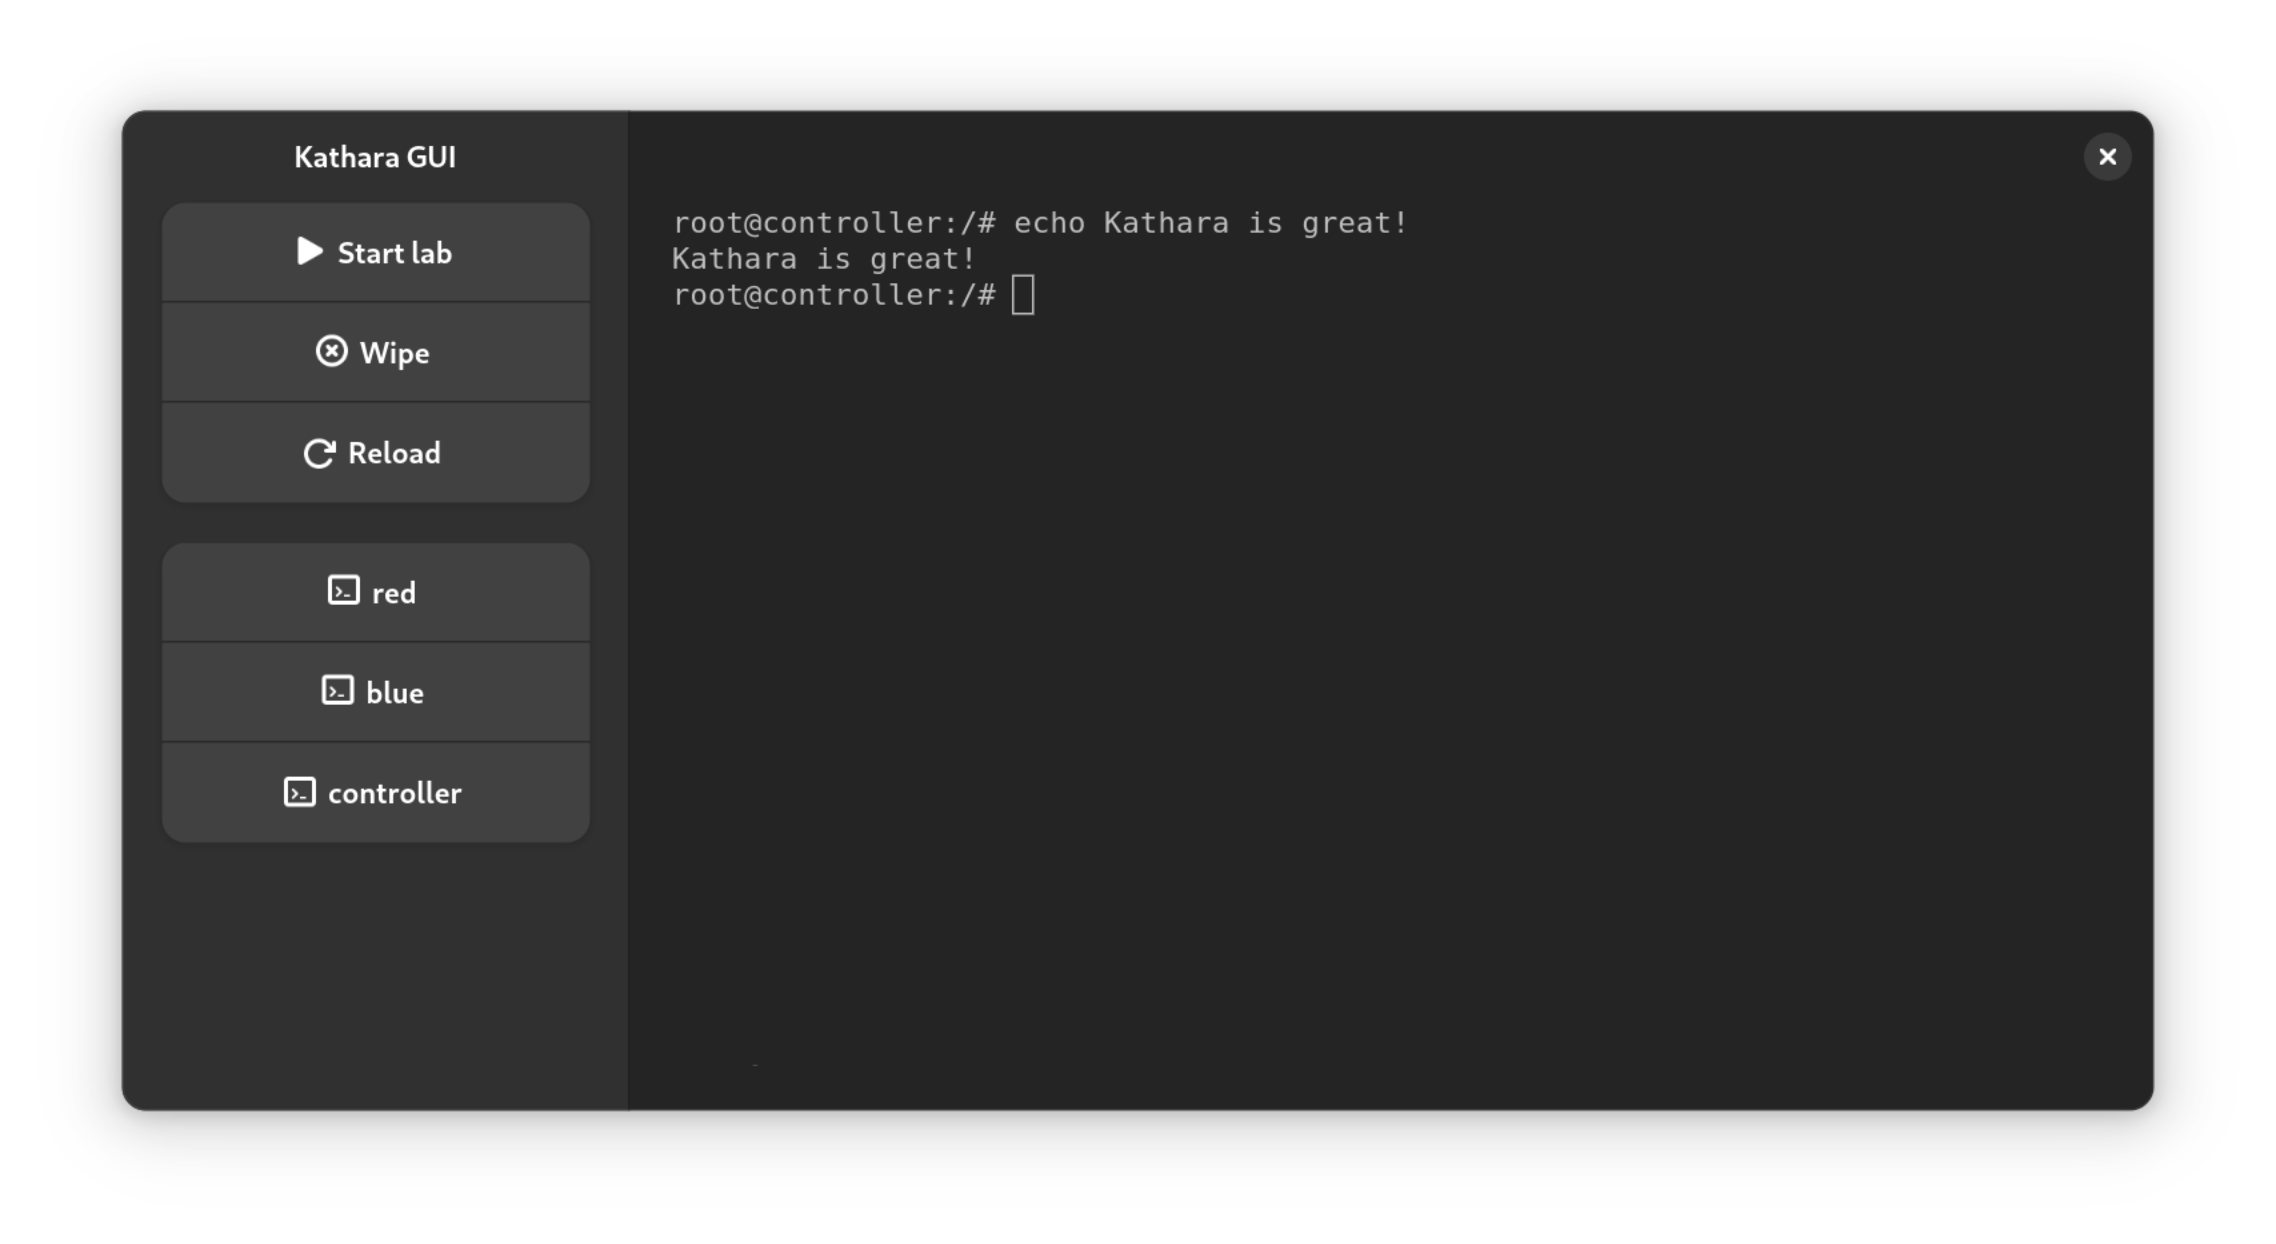 Kathara GUI
Start lab
Wipe
Reload
red
blue
controller
root@controller:/# echo Kathara is great!
Kathara is great!
root@controller:/#